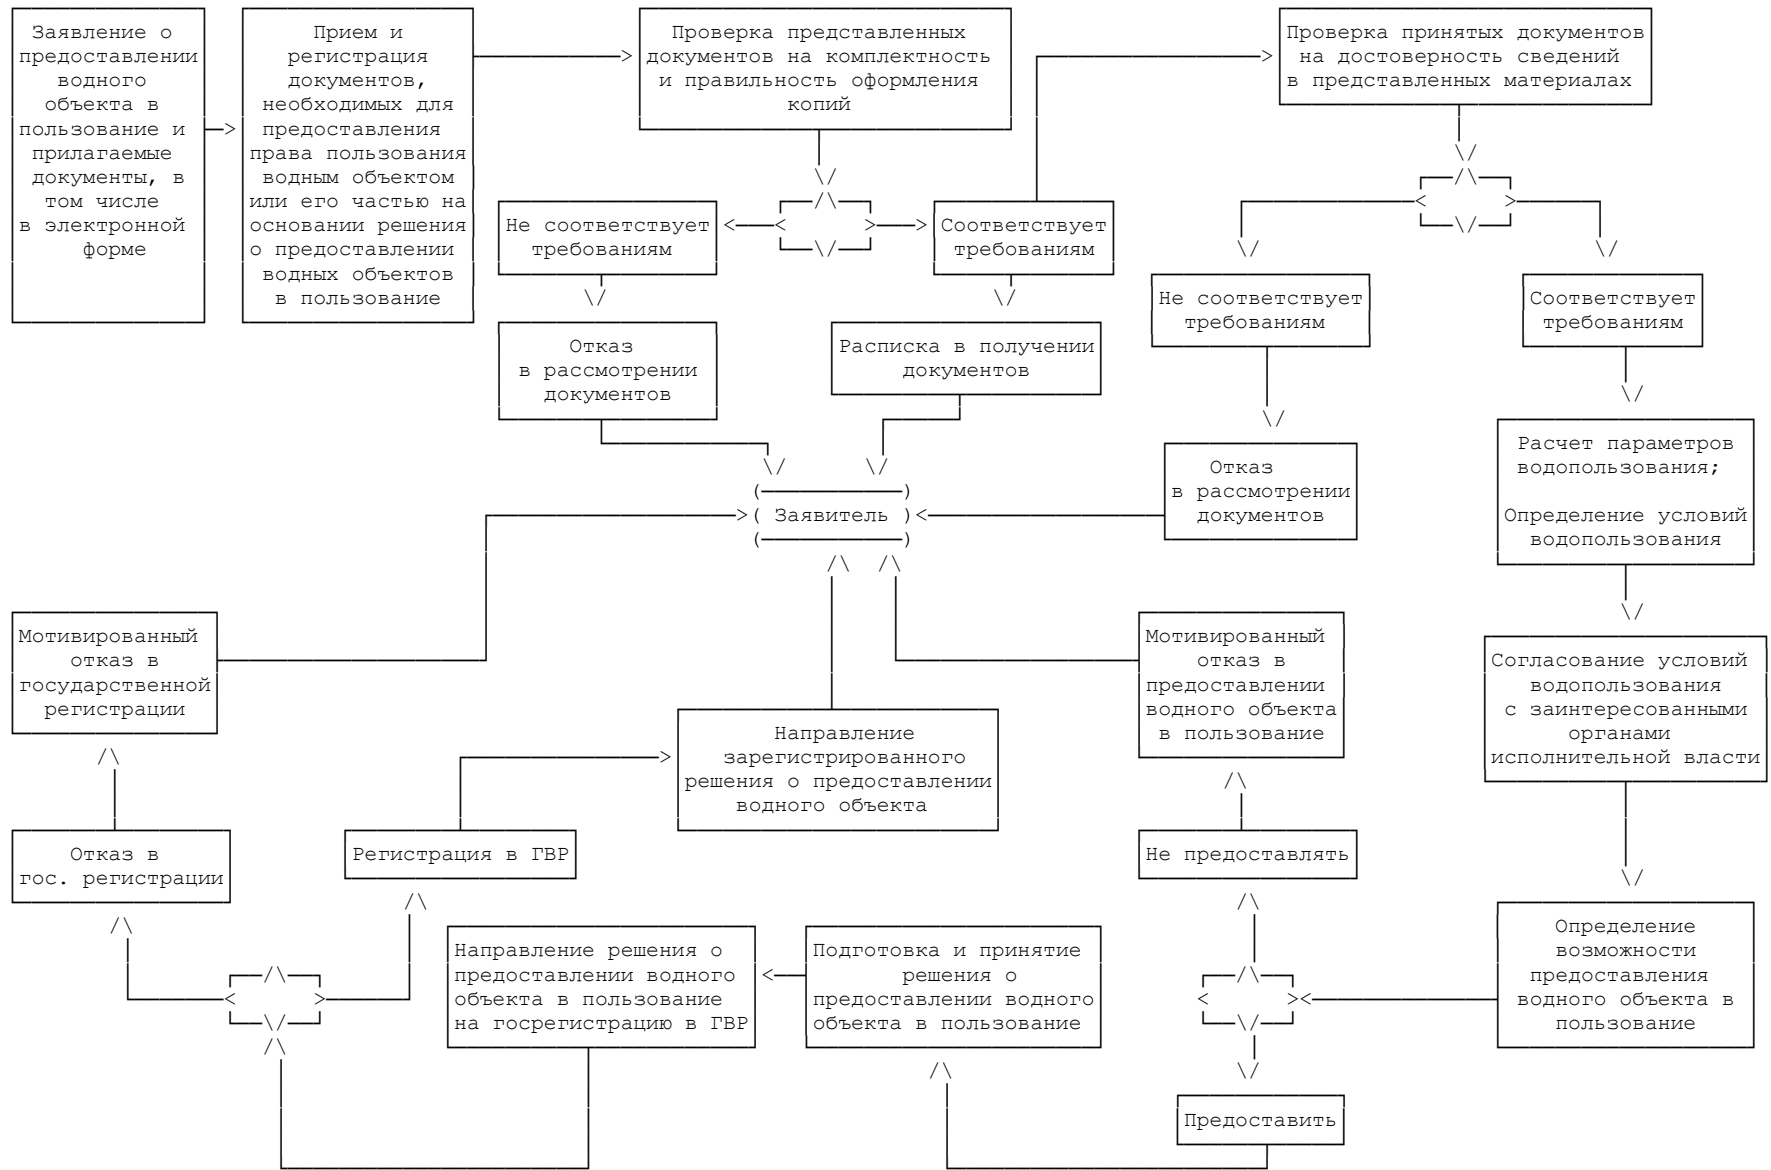 Заявление о
предоставлении
водного
объекта в
пользование и
прилагаемые
документы, в
том числе
в электронной
форме
Прием и
регистрация
документов,
необходимых для
предоставления
права пользования
водным объектом
или его частью на
основании решения
о предоставлении
водных объектов
в пользование
Проверка представленных
документов на комплектность
и правильность оформления
копий
Проверка принятых документов
на достоверность сведений
в представленных материалах
Не соответствует
требованиям
Соответствует
требованиям
Не соответствует
требованиям
Соответствует
требованиям
Отказ
в рассмотрении
документов
Расписка в получении
документов
Отказ
в рассмотрении
документов
Расчет параметров
водопользования;
Определение условий
водопользования
( Заявитель )
Мотивированный
отказ в
государственной
регистрации
Мотивированный
отказ в
предоставлении
водного объекта
в пользование
Согласование условий
водопользования
с заинтересованными
органами
исполнительной власти
Направление
зарегистрированного
решения о предоставлении
водного объекта
Отказ в
гос. регистрации
Регистрация в ГВР
Не предоставлять
Направление решения о
предоставлении водного
объекта в пользование
на госрегистрацию в ГВР
Подготовка и принятие
решения о
предоставлении водного
объекта в пользование
Определение
возможности
предоставления
водного объекта в
пользование
Предоставить